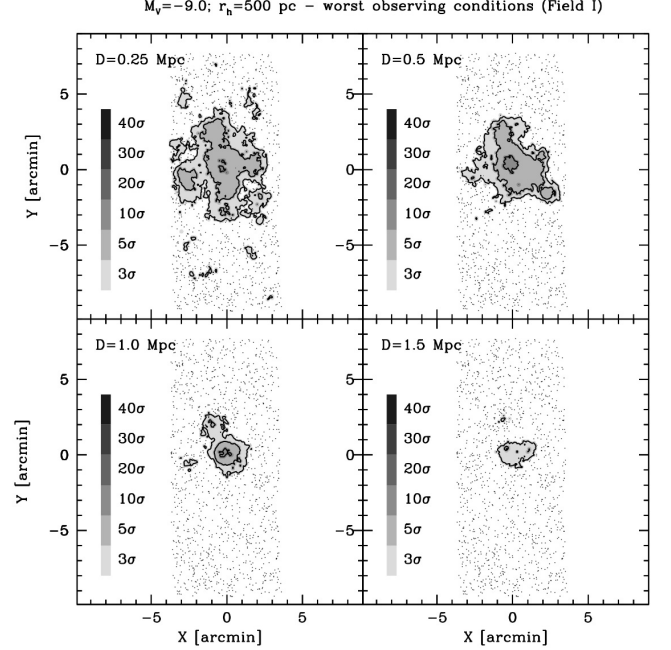 M_V=−9.0; r_h=500 pc − worst observing conditions (Field I)
D=0.25 Mpc
40σ
30σ
20σ
10σ
5σ
3σ
5
0
−5
Y [arcmin]
D=0.5 Mpc
40σ
30σ
20σ
10σ
5σ
3σ
5
0
−5
D=1.0 Mpc
40σ
30σ
20σ
10σ
5σ
3σ
5
0
−5
Y [arcmin]
−5 0 5
X [arcmin]
D=1.5 Mpc
40σ
30σ
20σ
10σ
5σ
3σ
5
0
−5
−5 0 5
X [arcmin]